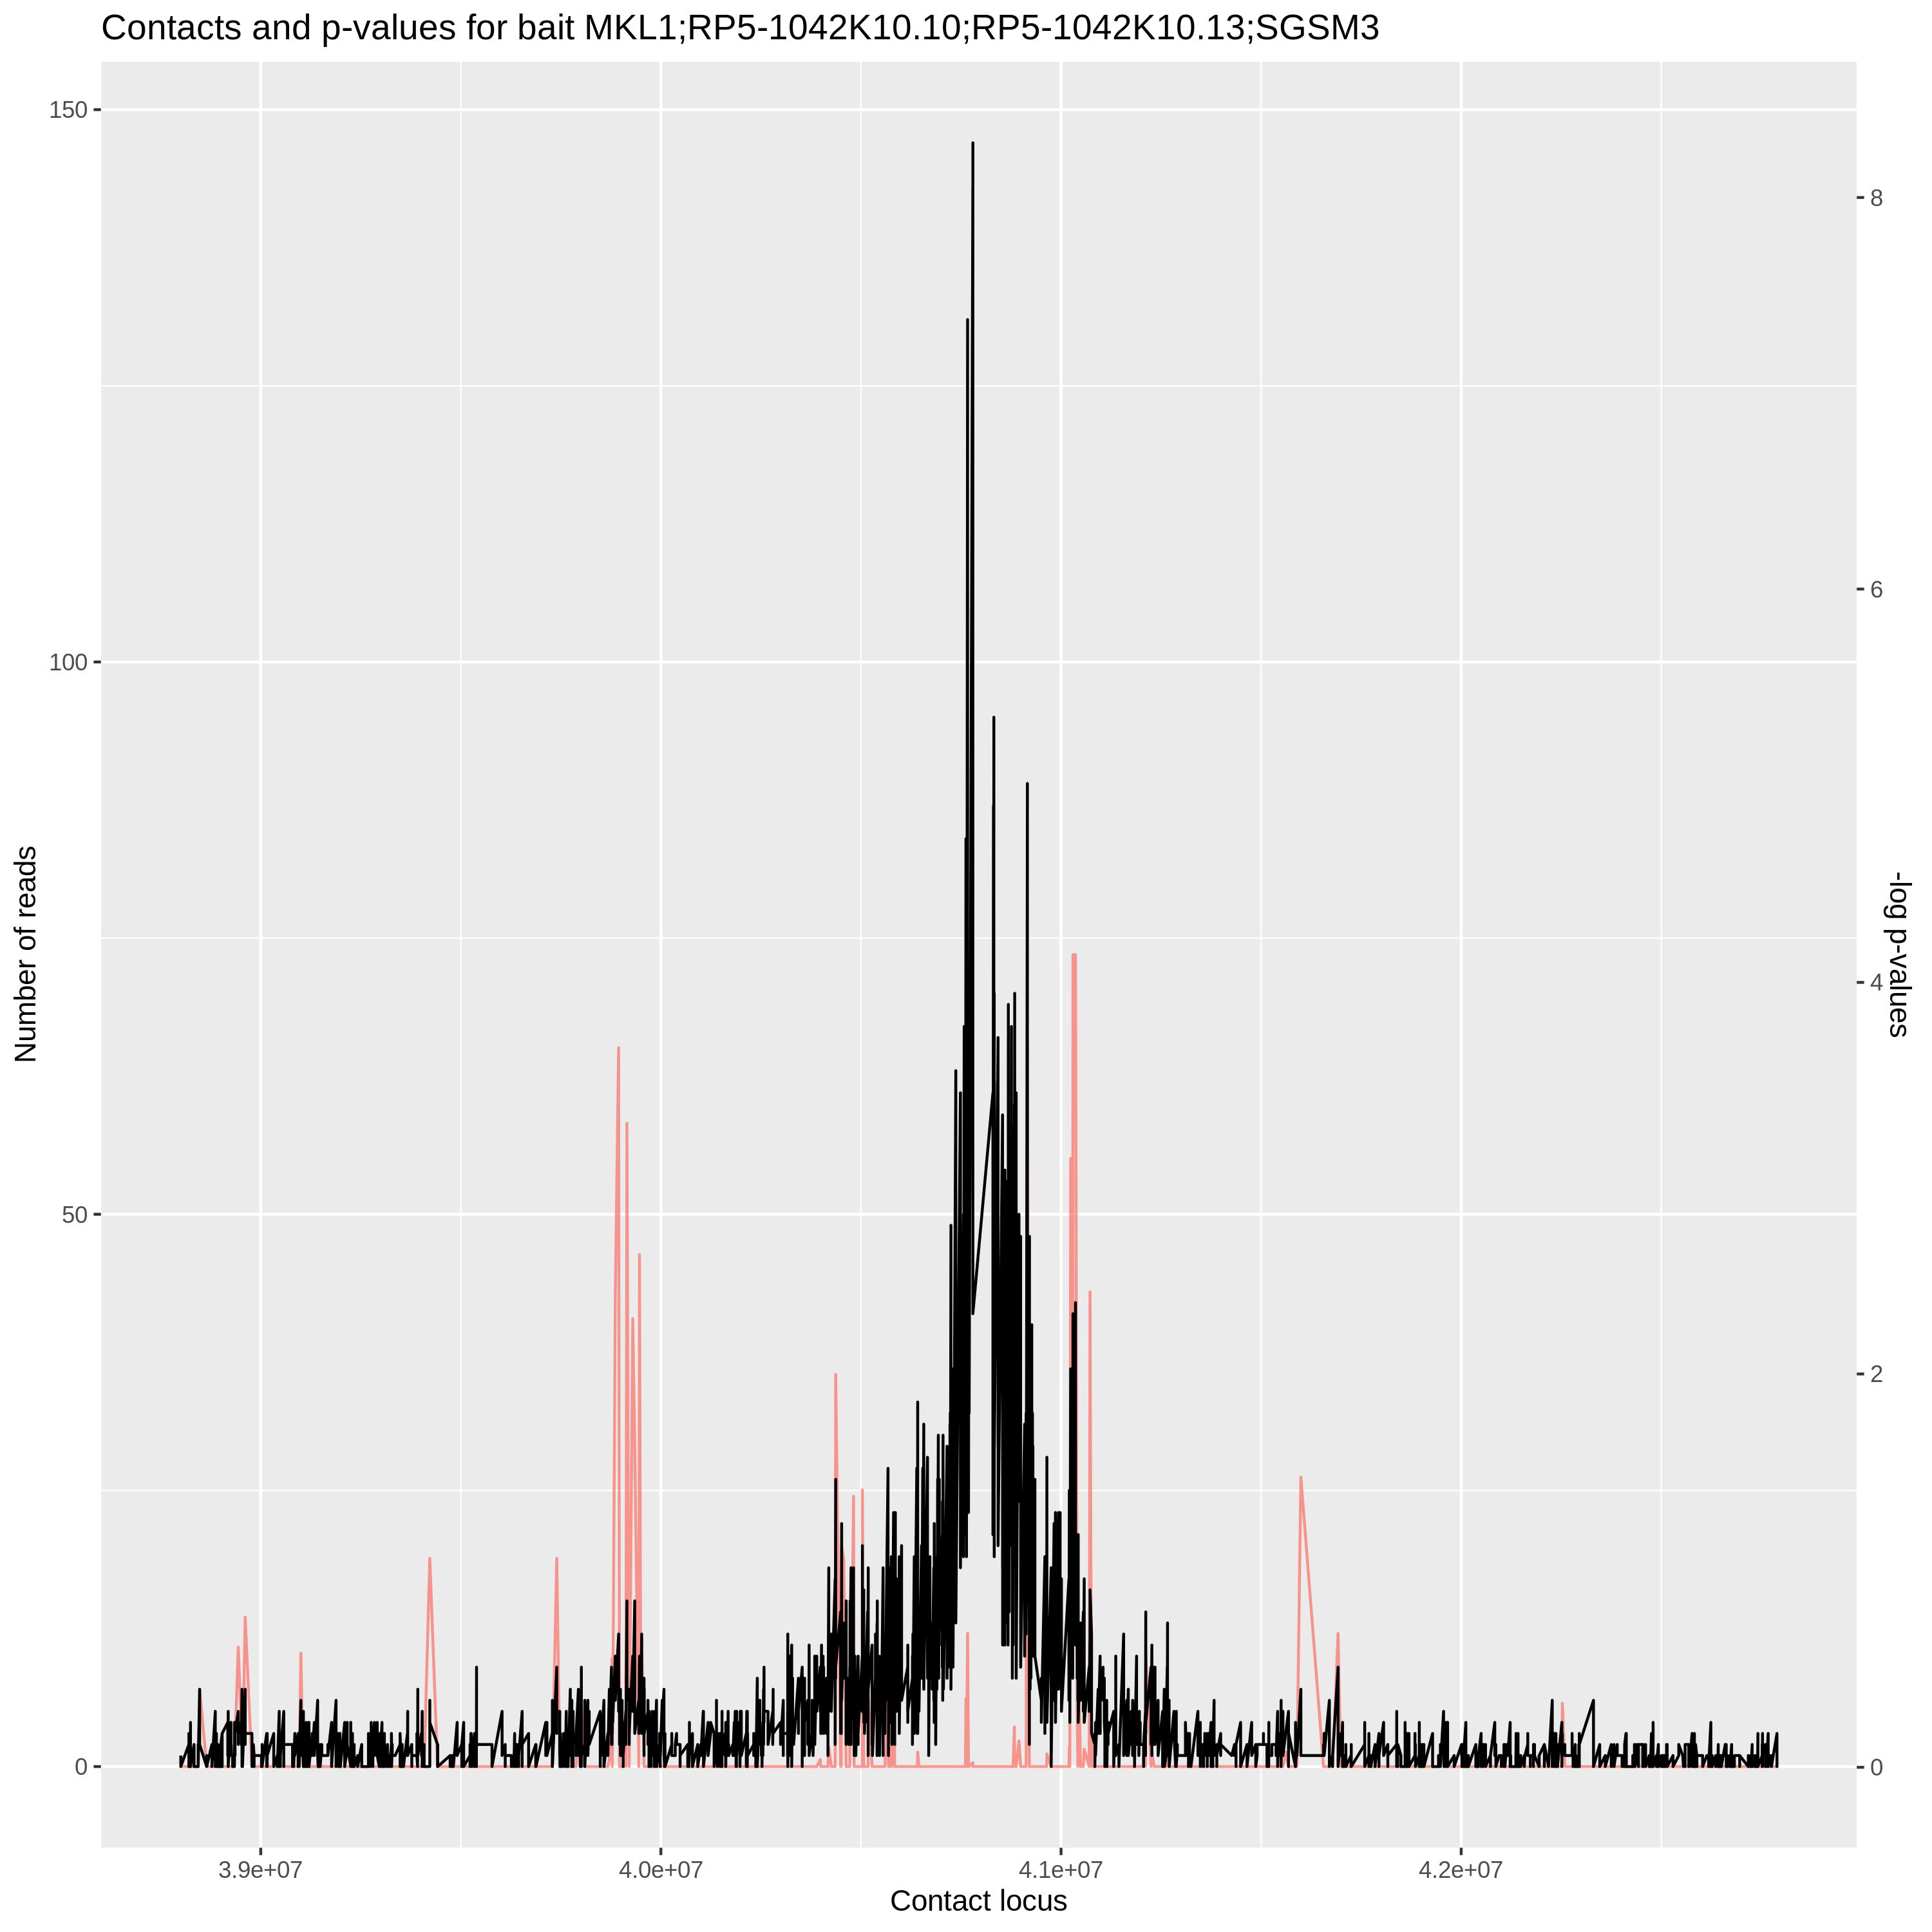 Contacts and p-values for bait MKL1;RP5-1042K10.10;RP5-1042K10.13;SGSM3
150
100
50
0
Number of reads
8
6
4
2
0
-log p-values
3.9e+07
4.0e+07
4.1e+07
4.2e+07
Contact locus